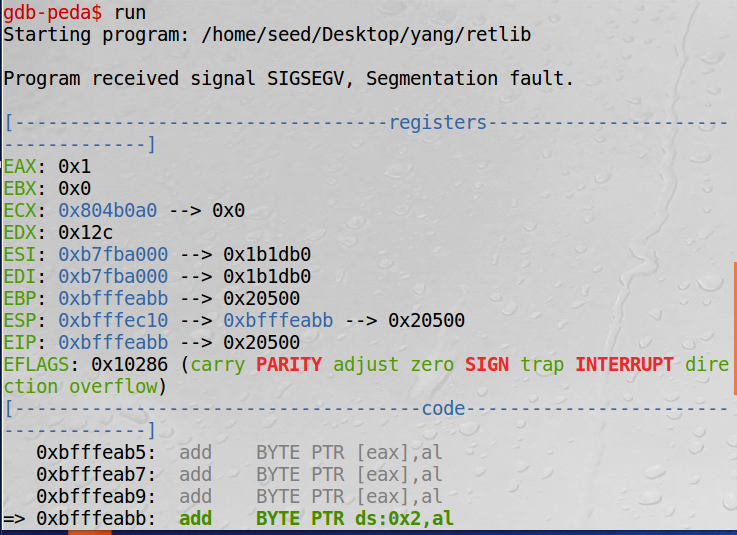 gdb-peda$ run
Starting program: /home/seed/Desktop/yang/retlib
Program received signal SIGSEGV, Segmentation fault.
[----------------------------------registers----------------------
-------------]
EAX: 0x1
EBX: 0x0
ECX: 0x804b0a0 --> 0x0
EDX: 0x12c
ESI: 0xb7fba000 --> 0x1b1db0
EDI: 0xb7fba000 --> 0x1b1db0
EBP: 0xbfffeabb --> 0x20500
ESP: 0xbfffec10 --> 0xbfffeabb --> 0x20500
EIP: 0xbfffeabb --> 0x20500
EFLAGS: 0x10286 (carry PARITY adjust zero SIGN trap INTERRUPT dire
ction overflow)
[-------------------------------------code------------------------
-------------]
0xbfffeab5: add BYTE PTR [eax],al
0xbfffeab7: add BYTE PTR [eax],al
0xbfffeab9: add BYTE PTR [eax],al
=> 0xbfffeabb: add BYTE PTR ds:0x2,al